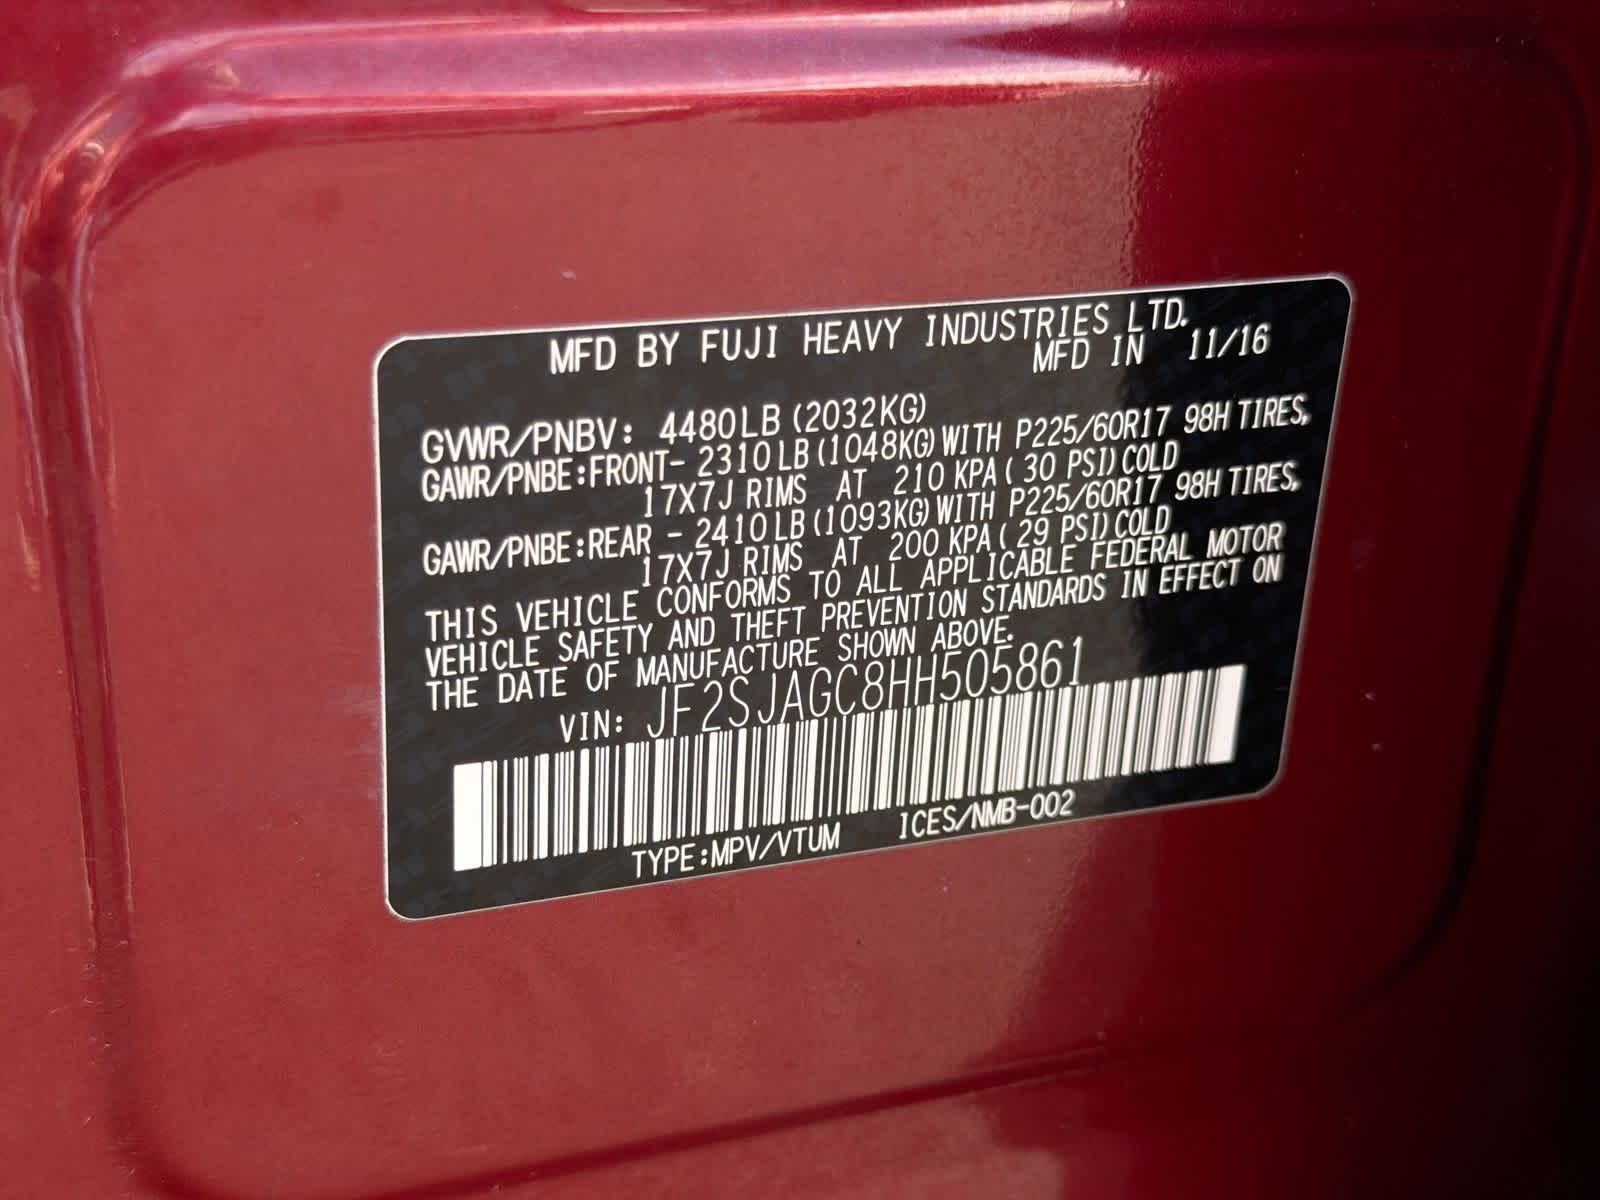 MFD BY FUJI HEAVY INDUSTRIES LTD.
MFD IN 11/16
GVWR/PNBV: 4480LB (2032KG)
GAWR/PNBE:FRONT- 2310LB (1048KG) WITH P225/60R17 98H TIRES,
17X7J RIMS AT 210 KPA ( 30 PSI) COLD
GAWR/PNBE:REAR - 2410LB (1093KG) WITH P225/60R17 98H TIRES,
17X7J RIMS AT 200 KPA ( 29 PSI) COLD
THIS VEHICLE CONFORMS TO ALL APPLICABLE FEDERAL MOTOR
VEHICLE SAFETY AND THEFT PREVENTION STANDARDS IN EFFECT ON
THE DATE OF MANUFACTURE SHOWN ABOVE.
VIN: JF2SJAGC8HH505861
TYPE:MPV/VTUM ICES/NMB-002